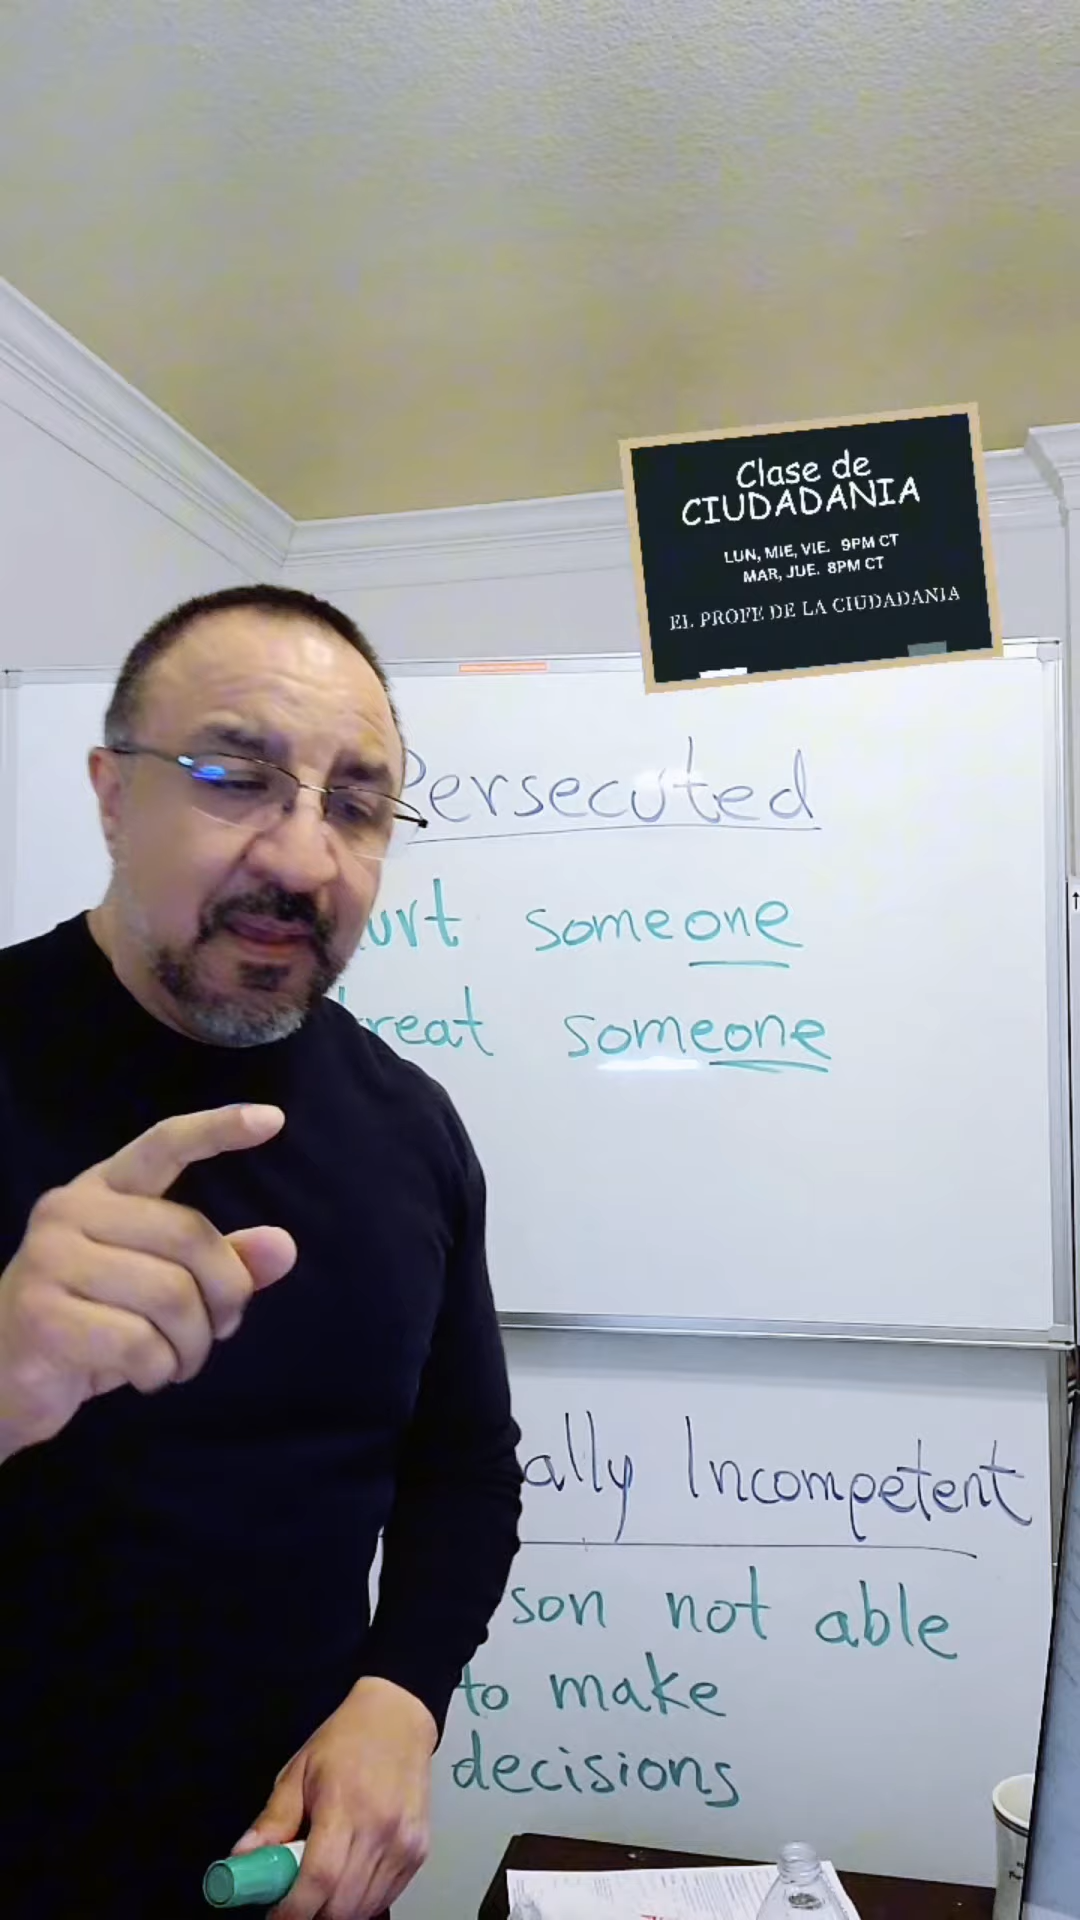 Clase de
CIUDADANIA
LUN, MIE, VIE. 9PM CT
MAR, JUE. 8PM CT
EL PROFE DE LA CIUDADANIA
Persecuted
urt someone
reat someone
ally Incompetent
son not able
to make
decisions